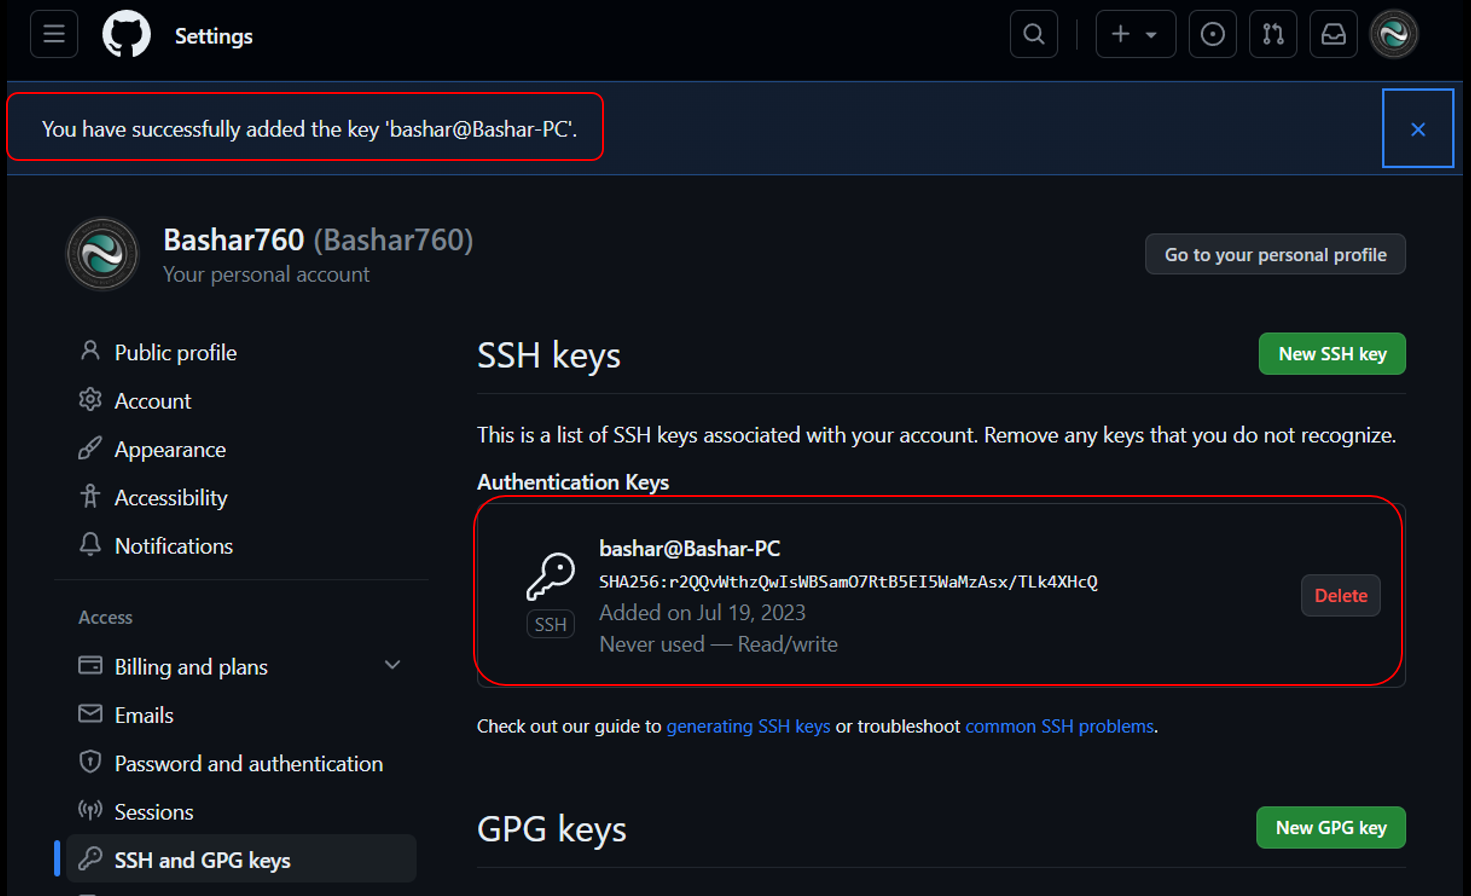 Settings
You have successfully added the key 'bashar@Bashar-PC'.
Bashar760 (Bashar760)
Your personal account
Go to your personal profile
Public profile
Account
Appearance
Accessibility
Notifications
Access
Billing and plans
Emails
Password and authentication
Sessions
SSH and GPG keys
SSH keys
New SSH key
This is a list of SSH keys associated with your account. Remove any keys that you do not recognize.
Authentication Keys
bashar@Bashar-PC
SHA256:r2QQvWthzQwIsWBSamO7RtB5EI5WaMzAsx/TLk4XHcQ
Added on Jul 19, 2023
Never used — Read/write
SSH
Delete
Check out our guide to generating SSH keys or troubleshoot common SSH problems.
GPG keys
New GPG key